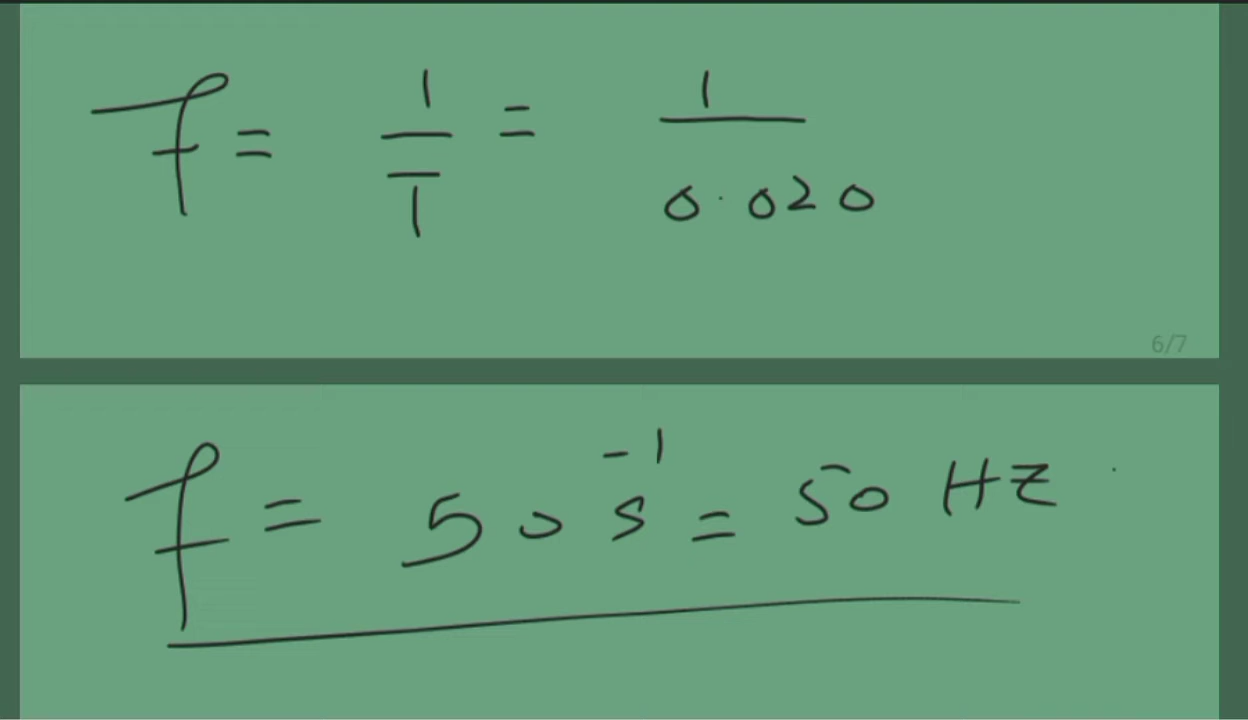 f = 1/T = 1/0.020
6/7
f = 50 s⁻¹ = 50 Hz